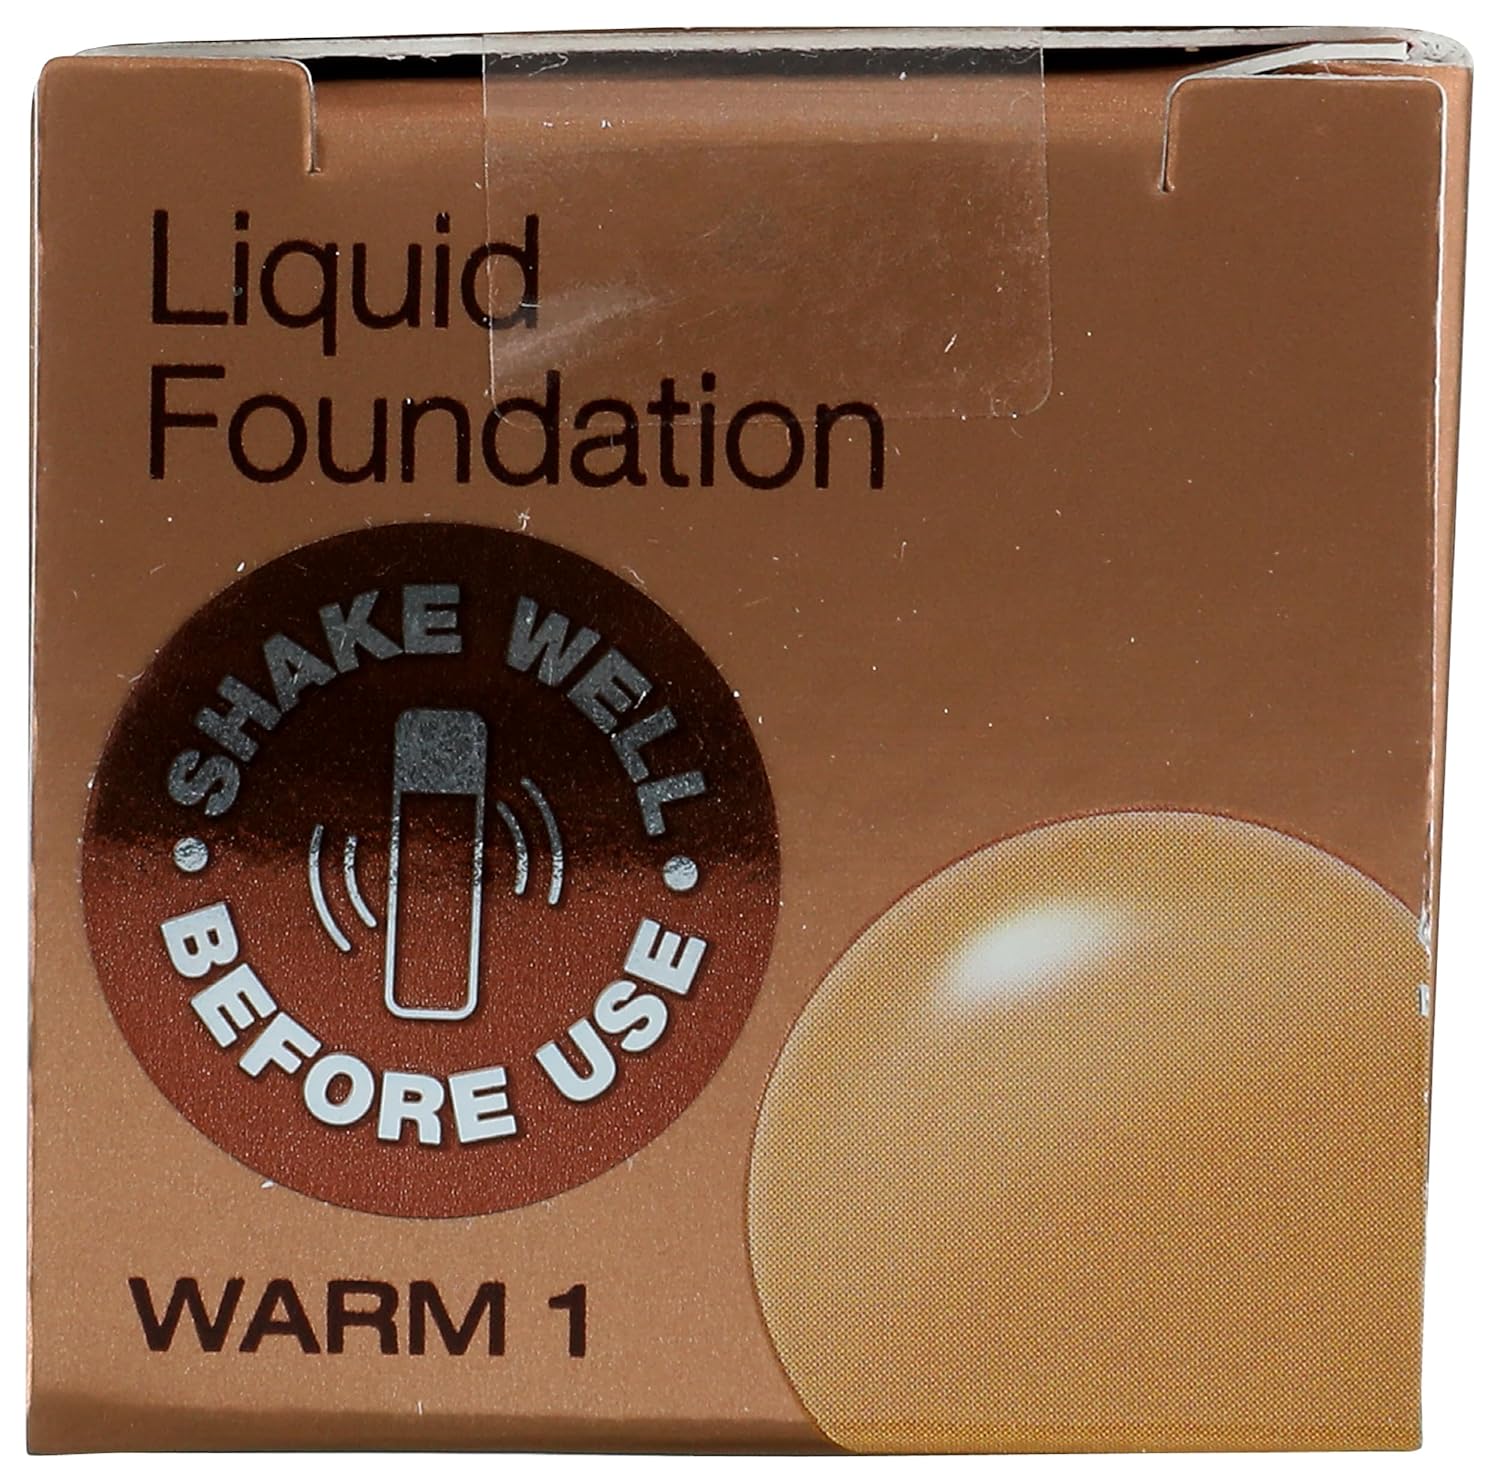 Liquid
Foundation
• SHAKE WELL •
BEFORE USE
WARM 1